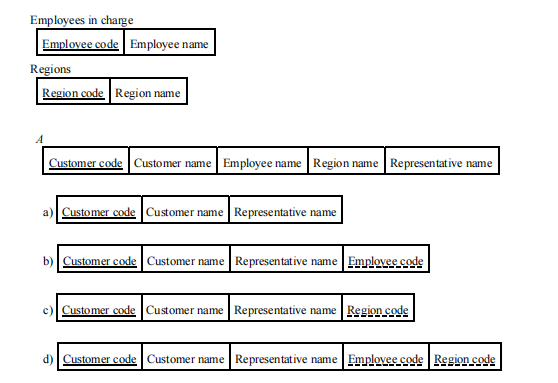 Employees in charge
Employee code Employee name
Regions
Region code Region name
A
Customer code Customer name Employee name Region name Representative name
a) Customer code Customer name Representative name
b) Customer code Customer name Representative name Employee code
c) Customer code Customer name Representative name Region code
d) Customer code Customer name Representative name Employee code Region code